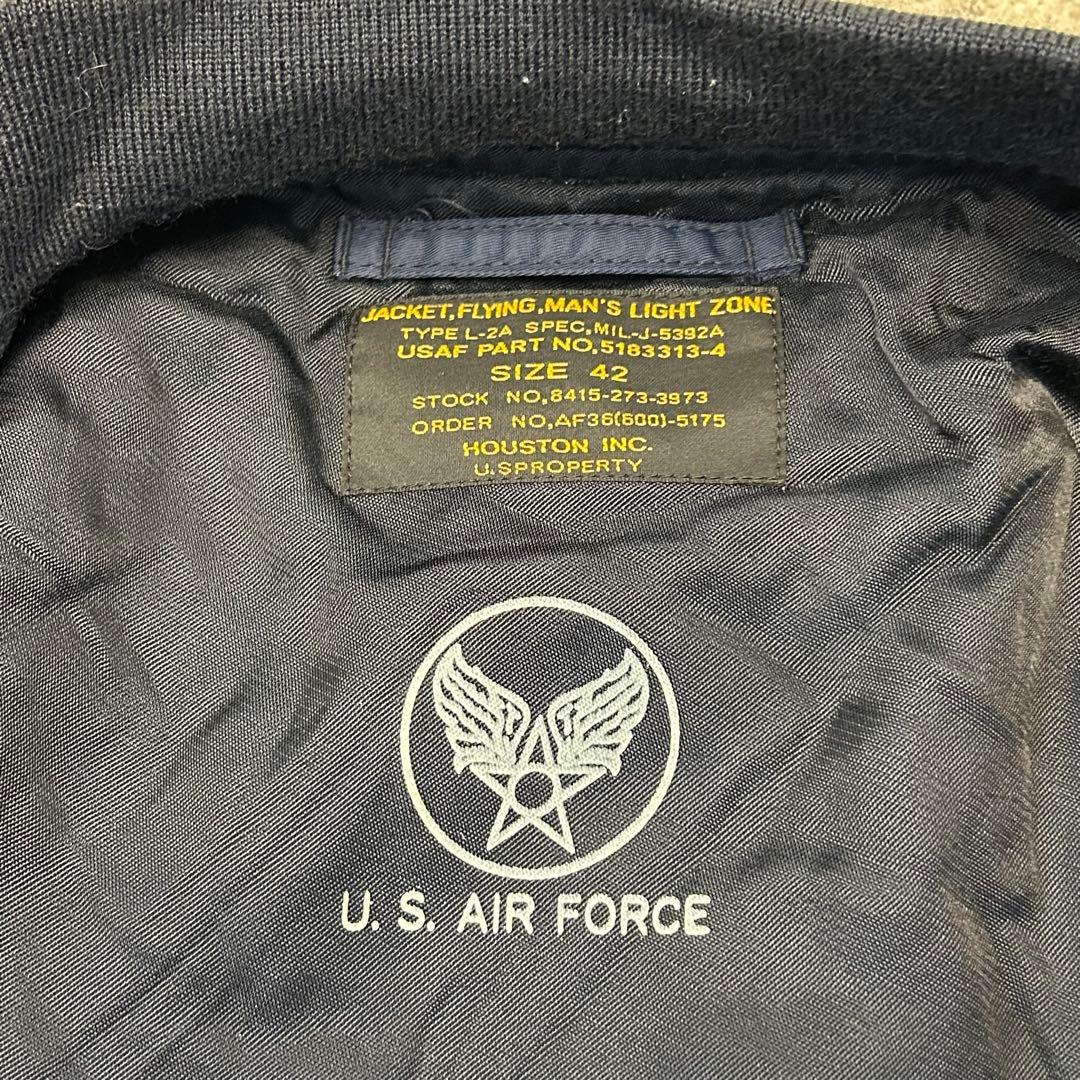 JACKET,FLYING,MAN'S LIGHT ZONE
TYPE L-2A SPEC,MIL-J-5392A
USAF PART NO,5183313-4
SIZE 42
STOCK NO,8415-273-3973
ORDER NO,AF36(600)-5175
HOUSTON INC.
U.SPROPERTY
U. S. AIR FORCE